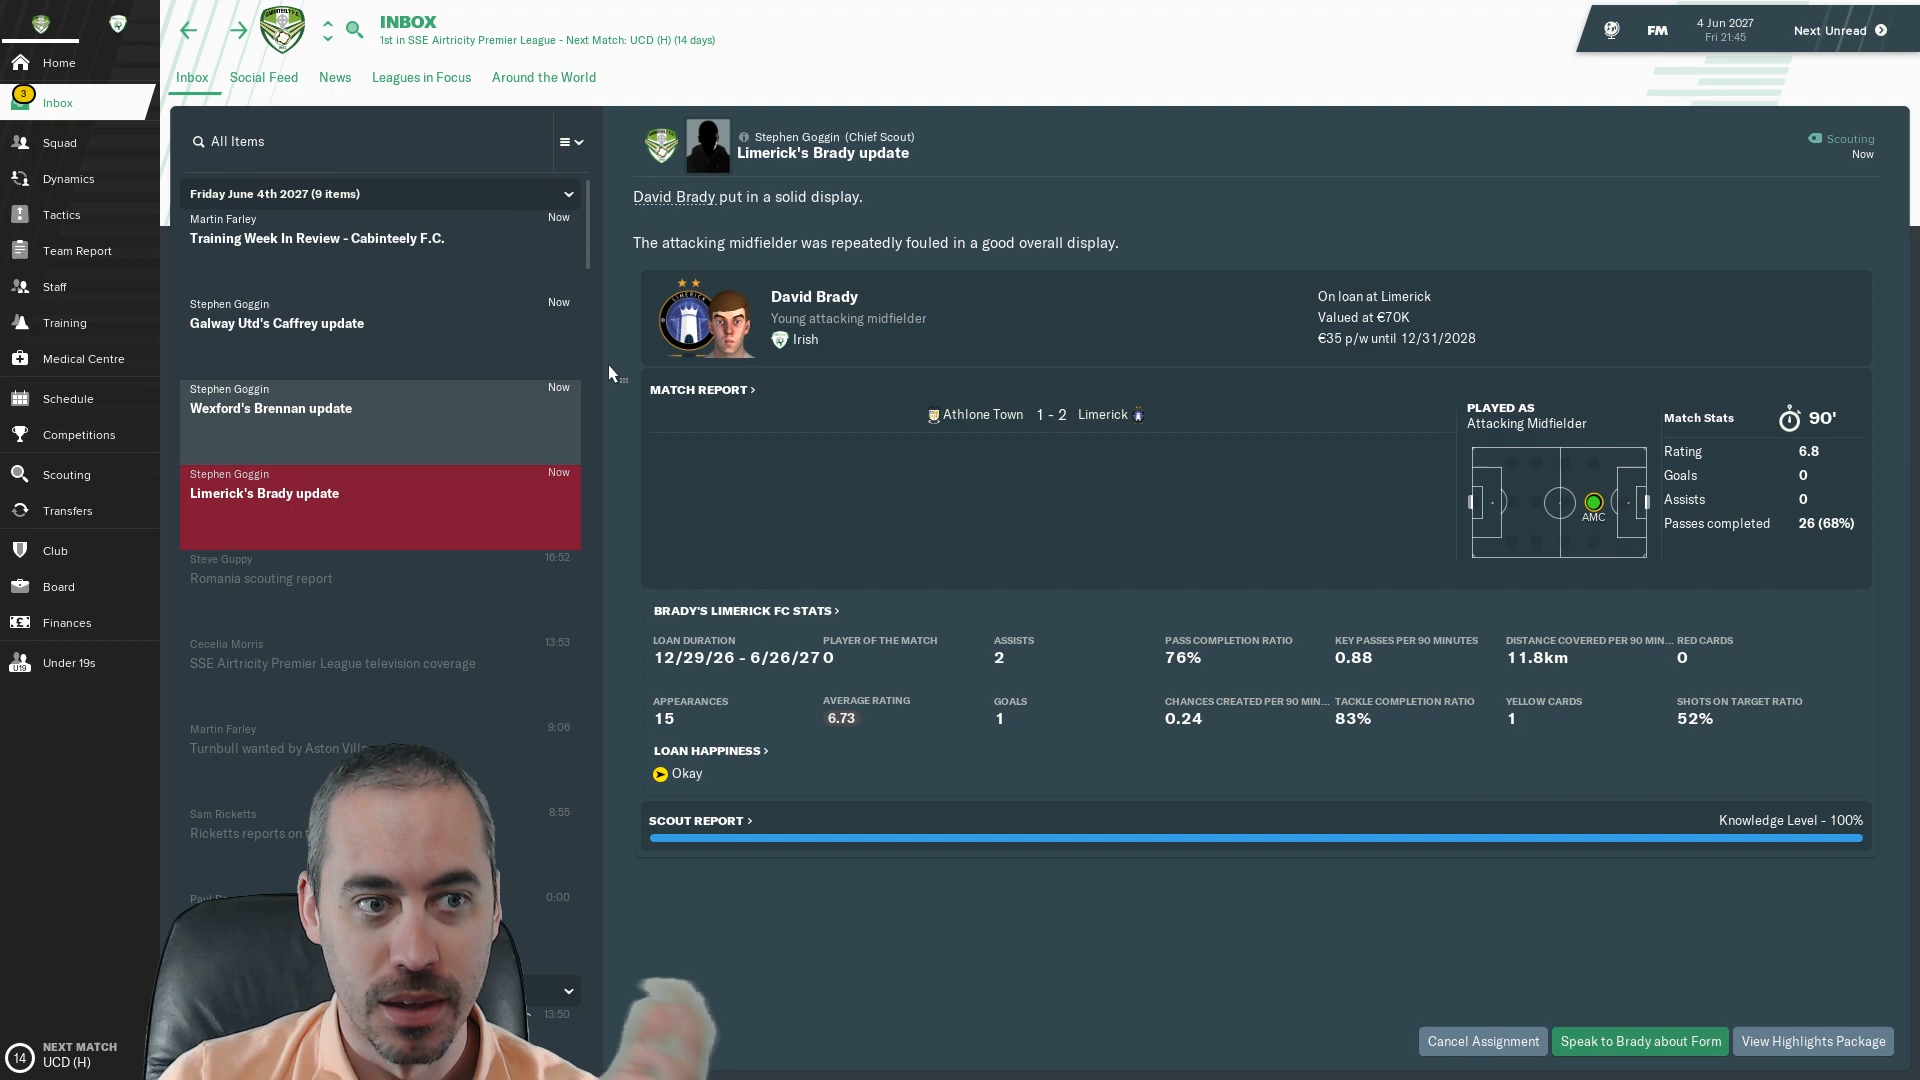 INBOX
1st in SSE Airtricity Premier League - Next Match: UCD (H) (14 days)
FM
4 Jun 2027
Fri 21:45
Next Unread
Inbox
Social Feed
News
Leagues in Focus
Around the World
Home
3
Inbox
Squad
Dynamics
Tactics
Team Report
Staff
Training
Medical Centre
Schedule
Competitions
Scouting
Transfers
Club
Board
Finances
U19
Under 19s
14
NEXT MATCH
UCD (H)
All Items
Friday June 4th 2027 (9 items)
Martin Farley
Now
Training Week In Review - Cabinteely F.C.
Stephen Goggin
Now
Galway Utd's Caffrey update
Stephen Goggin
Now
Wexford's Brennan update
Stephen Goggin
Now
Limerick's Brady update
Steve Guppy
16:52
Romania scouting report
Cecelia Morris
13:53
SSE Airtricity Premier League television coverage
Martin Farley
9:06
Turnbull wanted by Aston Villa
Sam Ricketts
8:55
Ricketts reports on
0:00
13:50
Stephen Goggin (Chief Scout)
Limerick's Brady update
Scouting
Now
David Brady put in a solid display.
The attacking midfielder was repeatedly fouled in a good overall display.
LIMERICK
David Brady
Young attacking midfielder
Irish
On loan at Limerick
Valued at €70K
€35 p/w until 12/31/2028
MATCH REPORT >
Athlone Town 1 - 2 Limerick
PLAYED AS
Attacking Midfielder
AMC
Match Stats 90'
Rating 6.8
Goals 0
Assists 0
Passes completed 26 (68%)
BRADY'S LIMERICK FC STATS >
LOAN DURATION PLAYER OF THE MATCH ASSISTS PASS COMPLETION RATIO KEY PASSES PER 90 MINUTES DISTANCE COVERED PER 90 MIN... RED CARDS
12/29/26 - 6/26/27 0 2 76% 0.88 11.8km 0
APPEARANCES AVERAGE RATING GOALS CHANCES CREATED PER 90 MIN... TACKLE COMPLETION RATIO YELLOW CARDS SHOTS ON TARGET RATIO
15 6.73 1 0.24 83% 1 52%
LOAN HAPPINESS >
Okay
SCOUT REPORT >
Knowledge Level - 100%
Cancel Assignment
Speak to Brady about Form
View Highlights Package